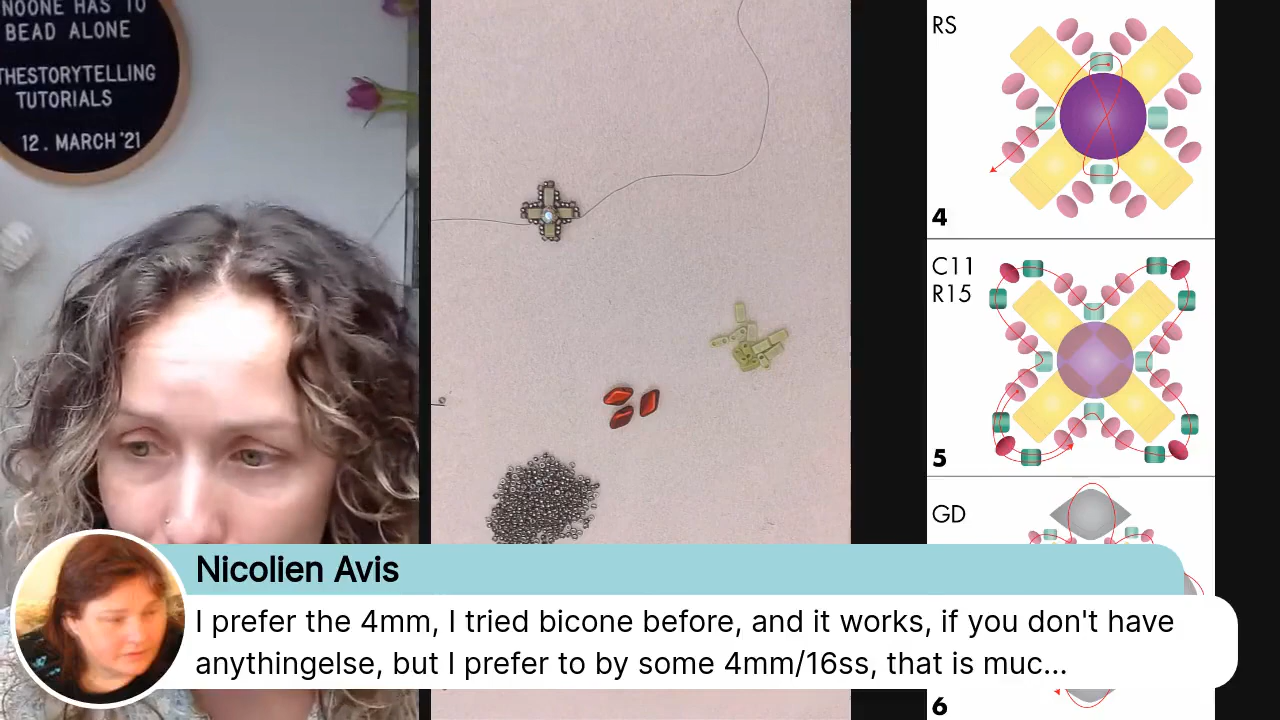 NOONE HAS TO
BEAD ALONE
THESTORYTELLING
TUTORIALS
12. MARCH '21
RS
4
C11
R15
5
GD
6
Nicolien Avis
I prefer the 4mm, I tried bicone before, and it works, if you don't have
anythingelse, but I prefer to by some 4mm/16ss, that is muc...